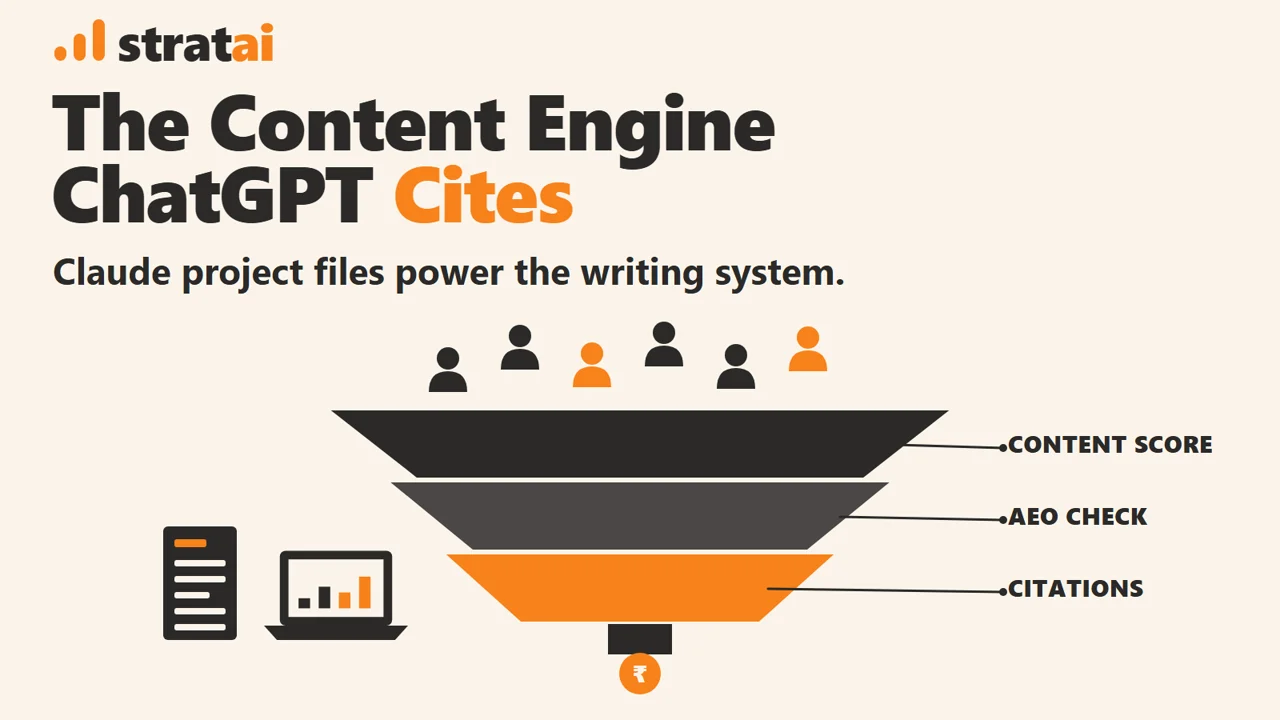 stratai
The Content Engine
ChatGPT Cites
Claude project files power the writing system.
CONTENT SCORE
AEO CHECK
CITATIONS
₹